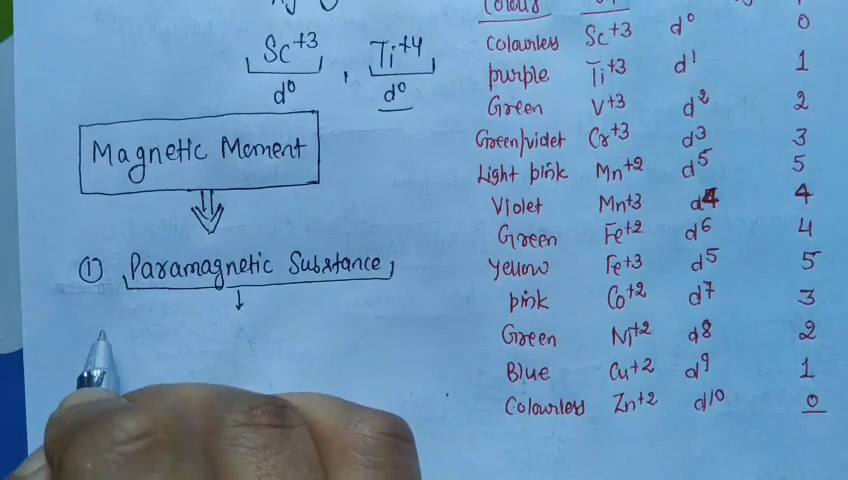 Sc+3 , Ti+4
d0 d0
Magnetic Moment
① Paramagnetic Substance
Colour
Colourless Sc+3 d0 0
purple Ti+3 d1 1
Green V+3 d2 2
Green/violet Cr+3 d3 3
Light pink Mn+2 d5 5
Violet Mn+3 d4 4
Green Fe+2 d6 4
Yellow Fe+3 d5 5
pink Co+2 d7 3
Green Ni+2 d8 2
Blue Cu+2 d9 1
Colourless Zn+2 d10 0